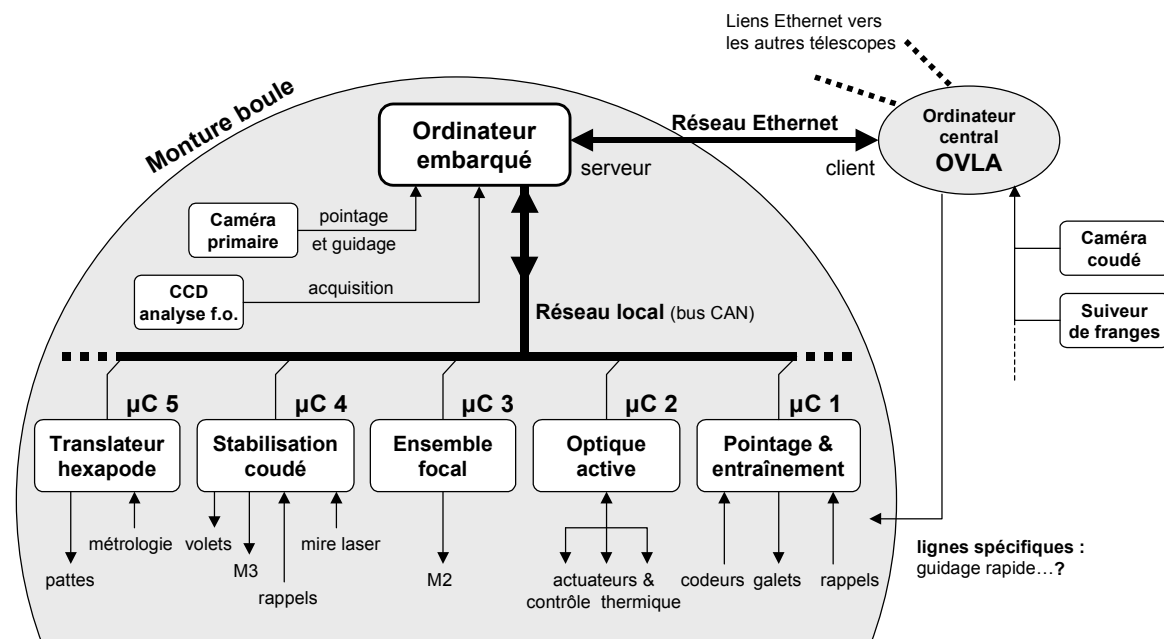 Liens Ethernet vers
les autres télescopes
Monture boule
Ordinateur
embarqué
Réseau Ethernet
serveur
client
Ordinateur
central
OVLA
Caméra
primaire
pointage
et guidage
CCD
analyse f.o.
acquisition
Réseau local (bus CAN)
Caméra
coudé
Suiveur
de franges
µC 5
µC 4
µC 3
µC 2
µC 1
Translateur
hexapode
Stabilisation
coudé
Ensemble
focal
Optique
active
Pointage &
entraînement
pattes
métrologie
volets
M3
rappels
mire laser
M2
actuateurs &
contrôle thermique
codeurs
galets
rappels
lignes spécifiques :
guidage rapide…?